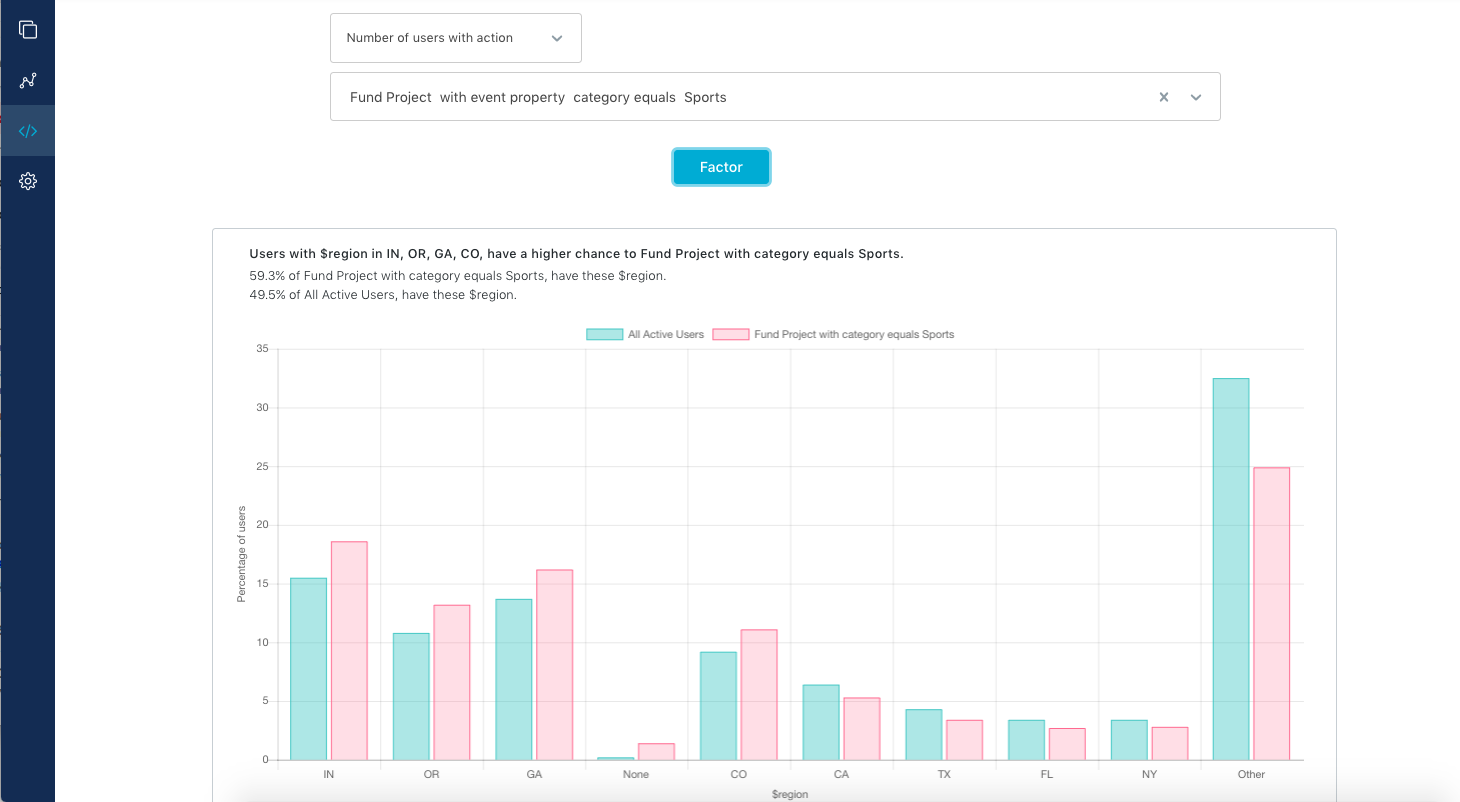 Number of users with action
Fund Project with event property category equals Sports
Factor
Users with $region in IN, OR, GA, CO, have a higher chance to Fund Project with category equals Sports.
59.3% of Fund Project with category equals Sports, have these $region.
49.5% of All Active Users, have these $region.
All Active Users Fund Project with category equals Sports
35
30
25
20
15
10
5
0
Percentage of users
IN OR GA None CO CA TX FL NY Other
$region